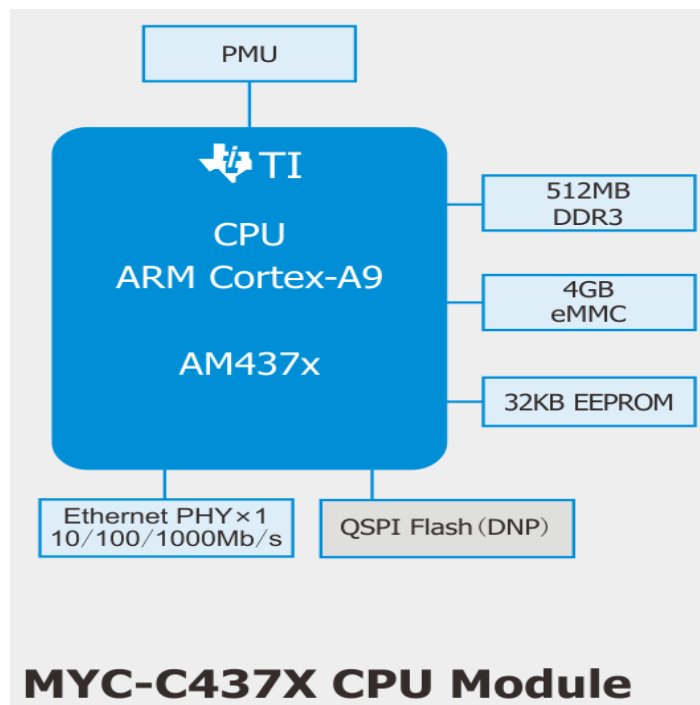 PMU
TI
CPU
ARM Cortex-A9
AM437x
512MB
DDR3
4GB
eMMC
32KB EEPROM
Ethernet PHY×1
10/100/1000Mb/s
QSPI Flash(DNP)
MYC-C437X CPU Module